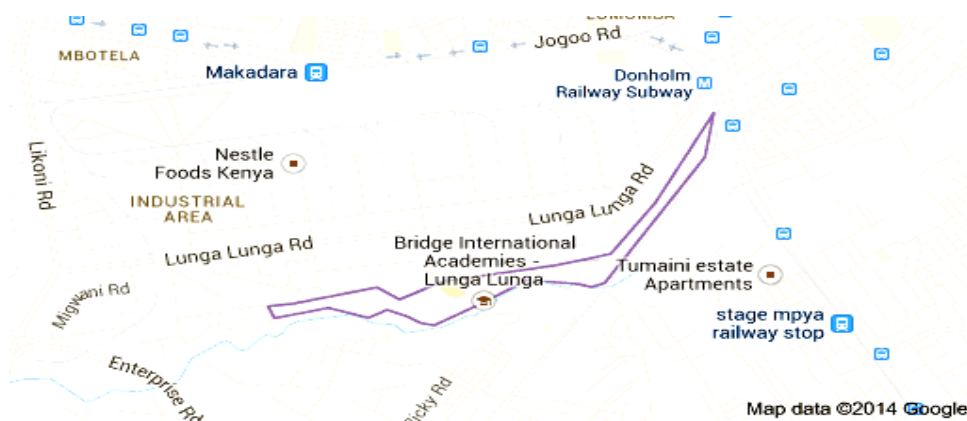 LUMUMBA
Jogoo Rd
MBOTELA
Makadara
Donholm
Railway Subway
Nestle
Foods Kenya
Likoni Rd
INDUSTRIAL
AREA
Lunga Lunga Rd
Lunga Lunga Rd
Bridge International
Academies -
Lunga Lunga
Tumaini estate
Apartments
Migwani Rd
stage mpya
railway stop
Enterprise Rd
Rd
Map data ©2014 Google